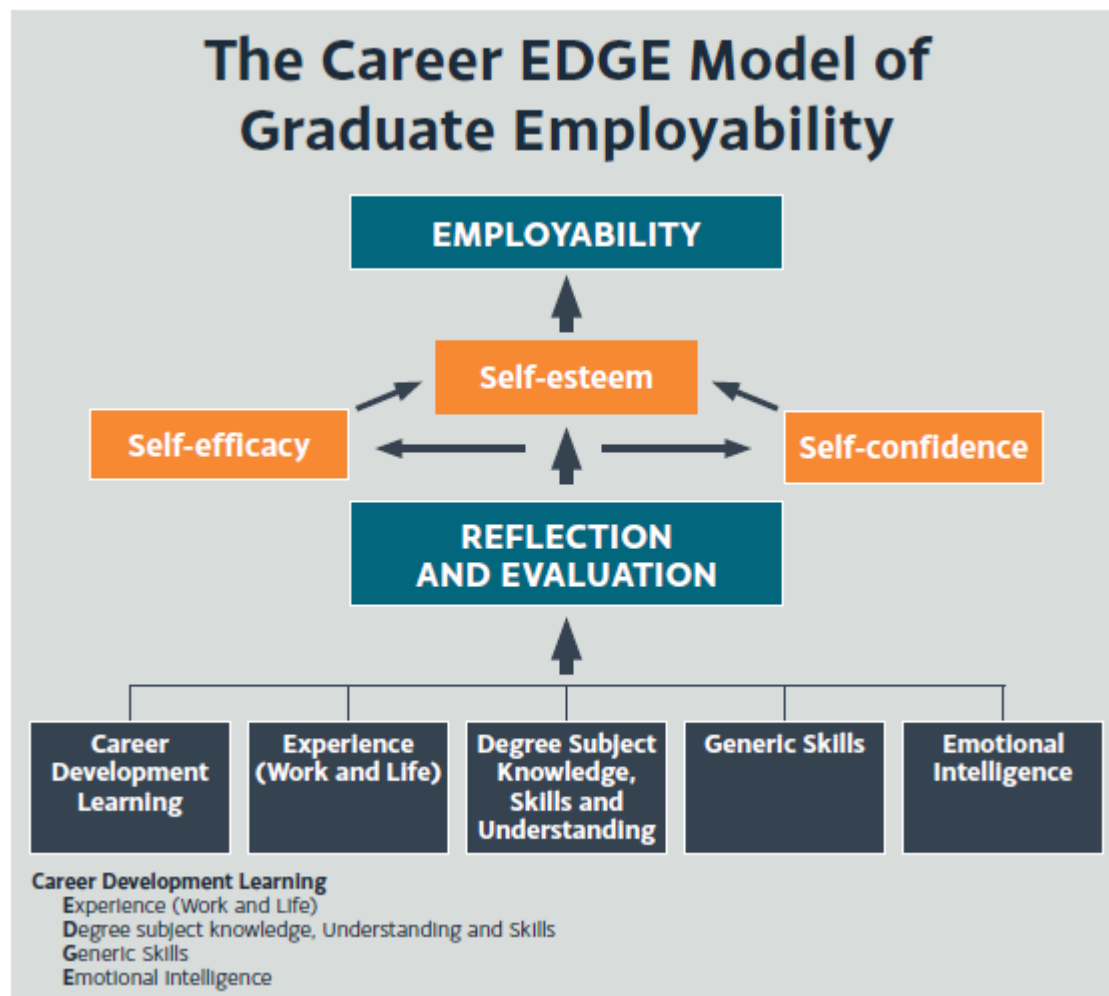 The Career EDGE Model of
Graduate Employability
EMPLOYABILITY
Self-esteem
Self-efficacy
Self-confidence
REFLECTION
AND EVALUATION
Career
Development
Learning
Experience
(Work and Life)
Degree Subject
Knowledge,
Skills and
Understanding
Generic Skills
Emotional
Intelligence
Career Development Learning
Experience (Work and Life)
Degree subject knowledge, Understanding and Skills
Generic Skills
Emotional Intelligence